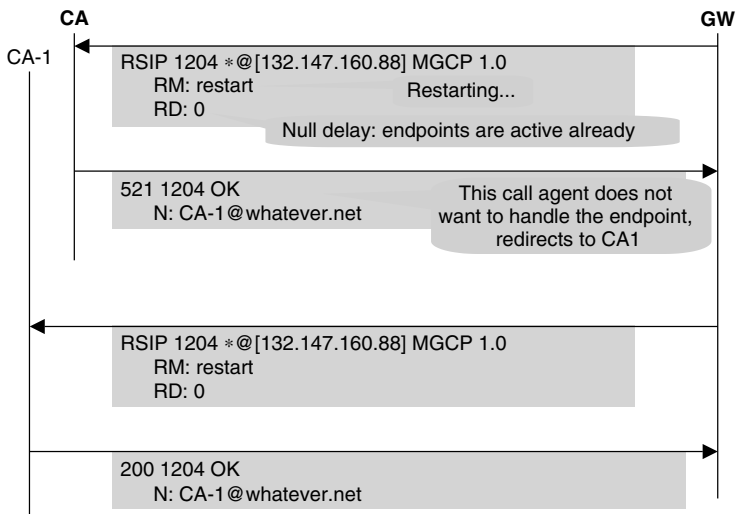 CA
GW
CA-1
RSIP 1204 *@[132.147.160.88] MGCP 1.0
RM: restart
Restarting...
RD: 0
Null delay: endpoints are active already
521 1204 OK
N: CA-1@whatever.net
This call agent does not
want to handle the endpoint,
redirects to CA1
RSIP 1204 *@[132.147.160.88] MGCP 1.0
RM: restart
RD: 0
200 1204 OK
N: CA-1@whatever.net